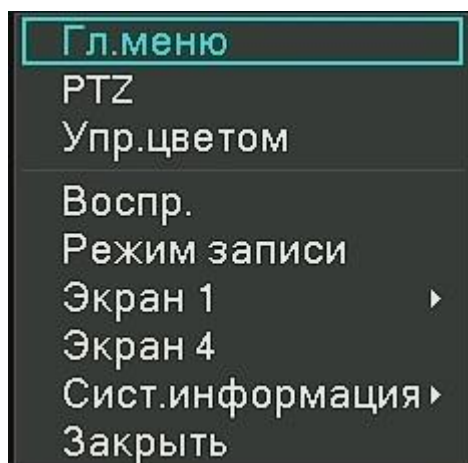 Гл.меню
PTZ
Упр.цветом
Воспр.
Режим записи
Экран 1
Экран 4
Сист.информация
Закрыть